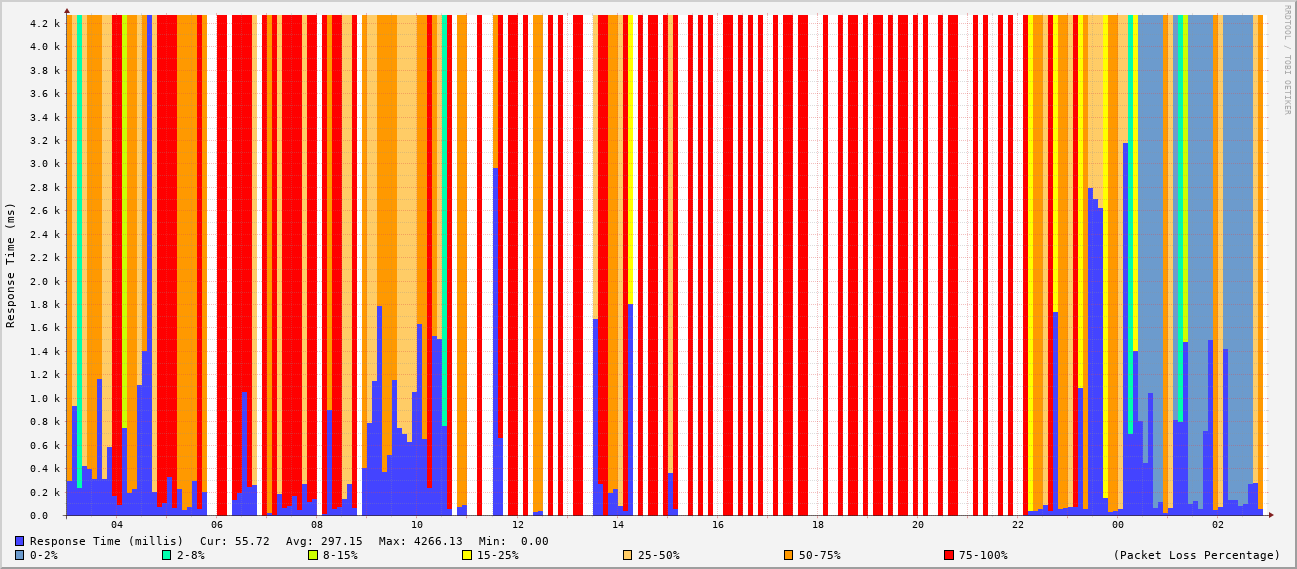 4.2 k
4.0 k
3.8 k
3.6 k
3.4 k
3.2 k
3.0 k
2.8 k
2.6 k
2.4 k
2.2 k
2.0 k
1.8 k
1.6 k
1.4 k
1.2 k
1.0 k
0.8 k
0.6 k
0.4 k
0.2 k
0.0
Response Time (ms)
RRDTOOL / TOBI OETIKER
04 06 08 10 12 14 16 18 20 22 00 02
Response Time (millis) Cur: 55.72 Avg: 297.15 Max: 4266.13 Min: 0.00
0-2% 2-8% 8-15% 15-25% 25-50% 50-75% 75-100% (Packet Loss Percentage)